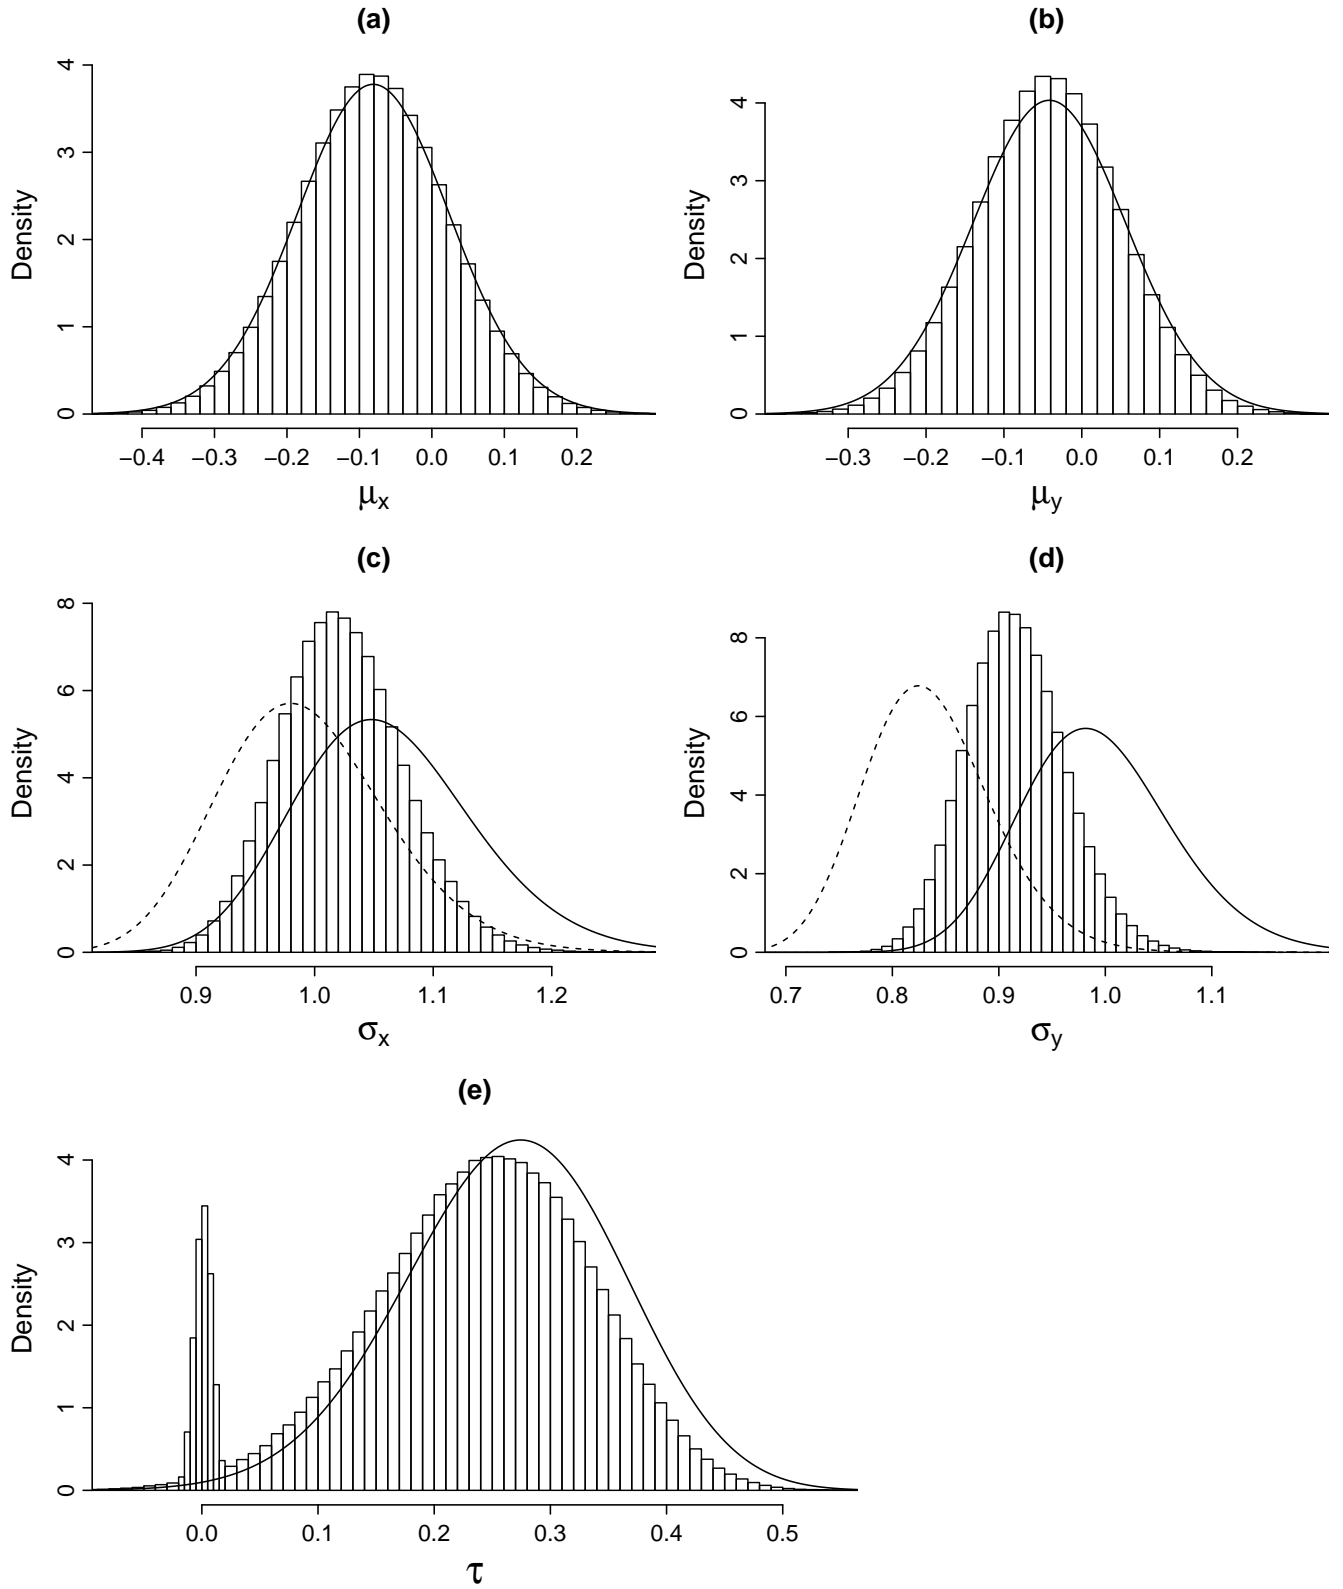 (a)
Density
0 1 2 3 4
−0.4 −0.3 −0.2 −0.1 0.0 0.1 0.2
μx
(b)
Density
0 1 2 3 4
−0.3 −0.2 −0.1 0.0 0.1 0.2
μy
(c)
Density
0 2 4 6 8
0.9 1.0 1.1 1.2
σx
(d)
Density
0 2 4 6 8
0.7 0.8 0.9 1.0 1.1
σy
(e)
Density
0 1 2 3 4
0.0 0.1 0.2 0.3 0.4 0.5
τ